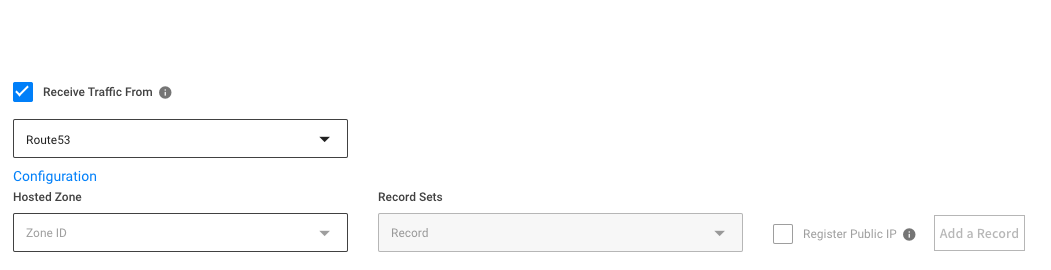 Receive Traffic From
Route53
Configuration
Hosted Zone
Record Sets
Zone ID
Record
Register Public IP
Add a Record